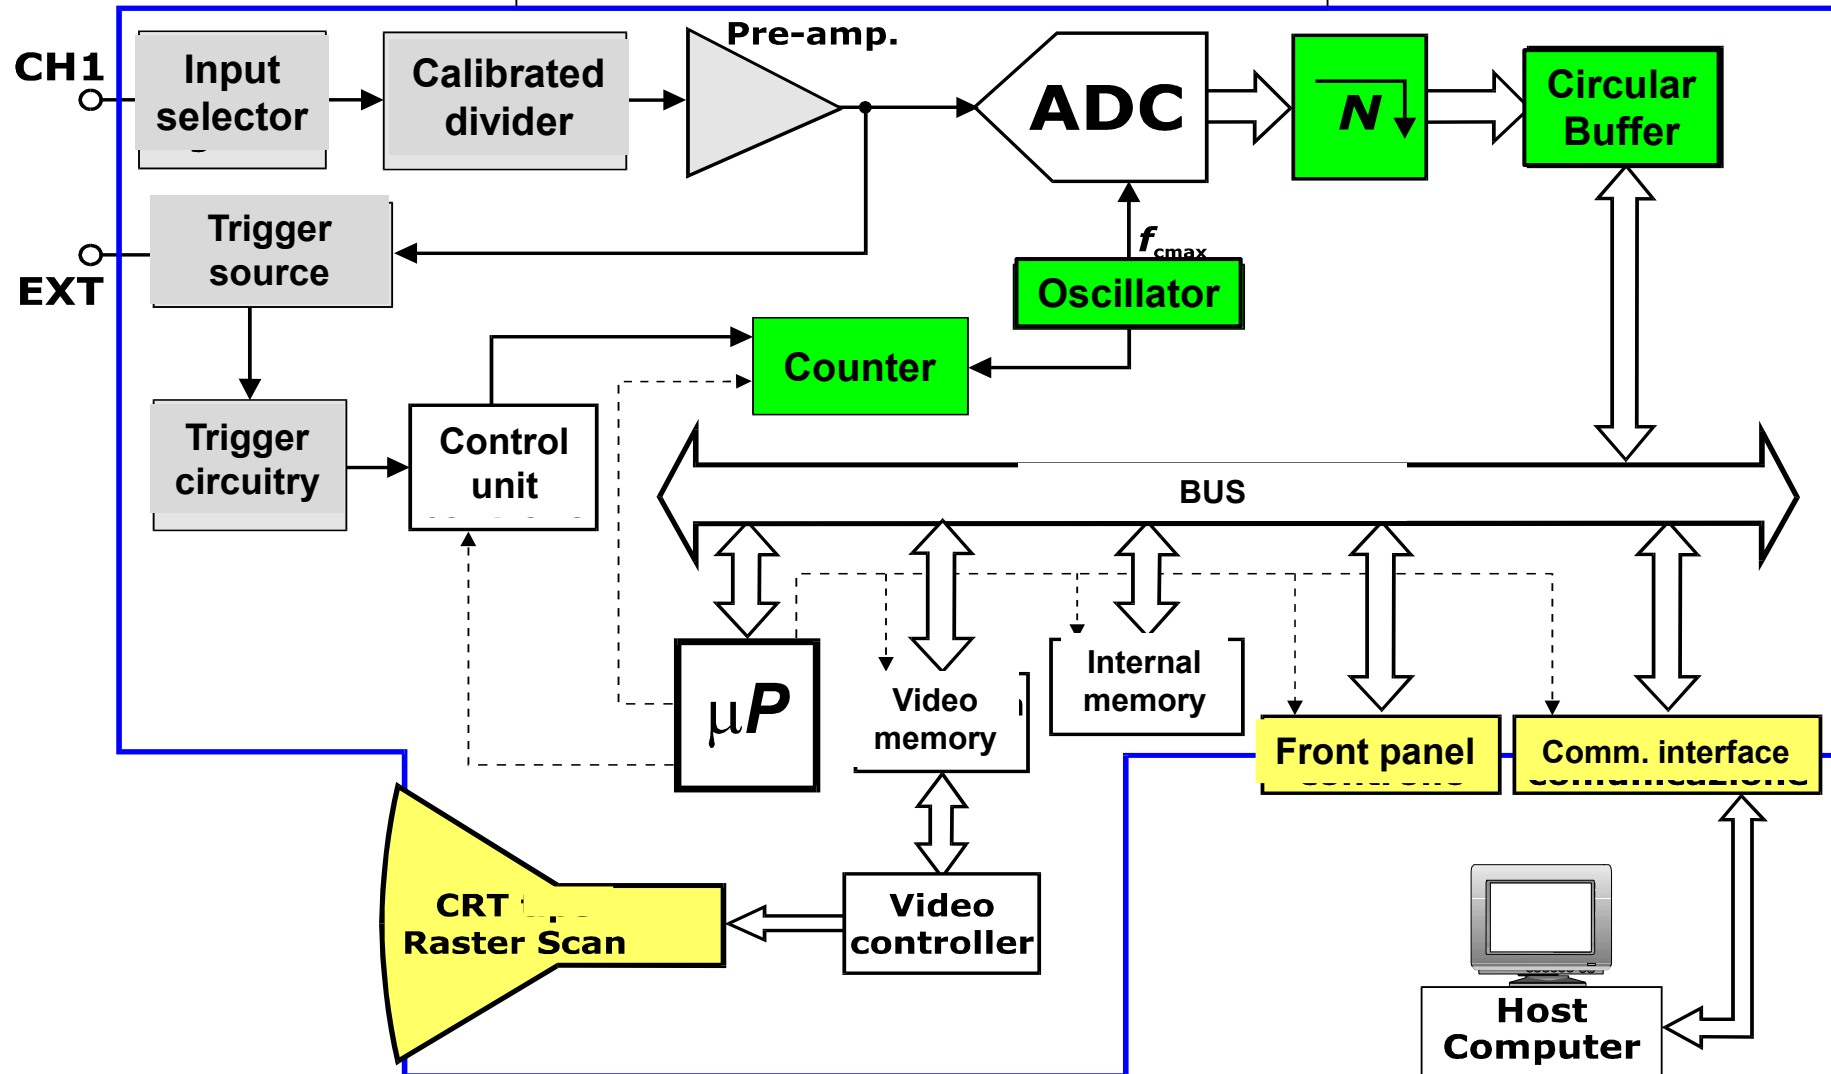 Pre-amp.
CH1
Input
selector
Calibrated
divider
ADC
N
Circular
Buffer
Trigger
source
EXT
fcmax
Oscillator
Counter
Trigger
circuitry
Control
unit
BUS
μP
Video
memory
Internal
memory
Front panel
Comm. interface
CRT
Raster Scan
Video
controller
Host
Computer